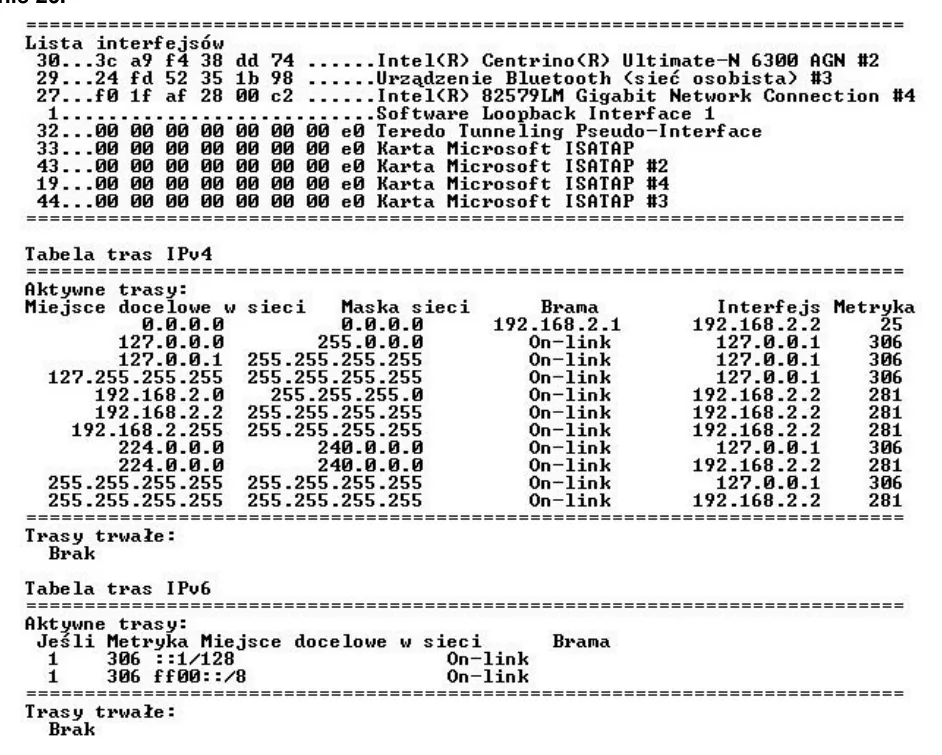 ===========================================================================
Lista interfejsów
30...3c a9 f4 38 dd 74 ......Intel(R) Centrino(R) Ultimate-N 6300 AGN #2
29...24 fd 52 35 1b 98 ......Urządzenie Bluetooth (sieć osobista) #3
27...f0 1f af 28 00 c2 ......Intel(R) 82579LM Gigabit Network Connection #4
1...........................Software Loopback Interface 1
32...00 00 00 00 00 00 00 e0 Teredo Tunneling Pseudo-Interface
33...00 00 00 00 00 00 00 e0 Karta Microsoft ISATAP
43...00 00 00 00 00 00 00 e0 Karta Microsoft ISATAP #2
19...00 00 00 00 00 00 00 e0 Karta Microsoft ISATAP #4
44...00 00 00 00 00 00 00 e0 Karta Microsoft ISATAP #3
===========================================================================
Tabela tras IPv4
===========================================================================
Aktywne trasy:
Miejsce docelowe w sieci Maska sieci Brama Interfejs Metryka
0.0.0.0 0.0.0.0 192.168.2.1 192.168.2.2 25
127.0.0.0 255.0.0.0 On-link 127.0.0.1 306
127.0.0.1 255.255.255.255 On-link 127.0.0.1 306
127.255.255.255 255.255.255.255 On-link 127.0.0.1 306
192.168.2.0 255.255.255.0 On-link 192.168.2.2 281
192.168.2.2 255.255.255.255 On-link 192.168.2.2 281
192.168.2.255 255.255.255.255 On-link 192.168.2.2 281
224.0.0.0 240.0.0.0 On-link 127.0.0.1 306
224.0.0.0 240.0.0.0 On-link 192.168.2.2 281
255.255.255.255 255.255.255.255 On-link 127.0.0.1 306
255.255.255.255 255.255.255.255 On-link 192.168.2.2 281
===========================================================================
Trasy trwałe:
Brak
Tabela tras IPv6
===========================================================================
Aktywne trasy:
Jeśli Metryka Miejsce docelowe w sieci Brama
1 306 ::1/128 On-link
1 306 ff00::/8 On-link
===========================================================================
Trasy trwałe:
Brak